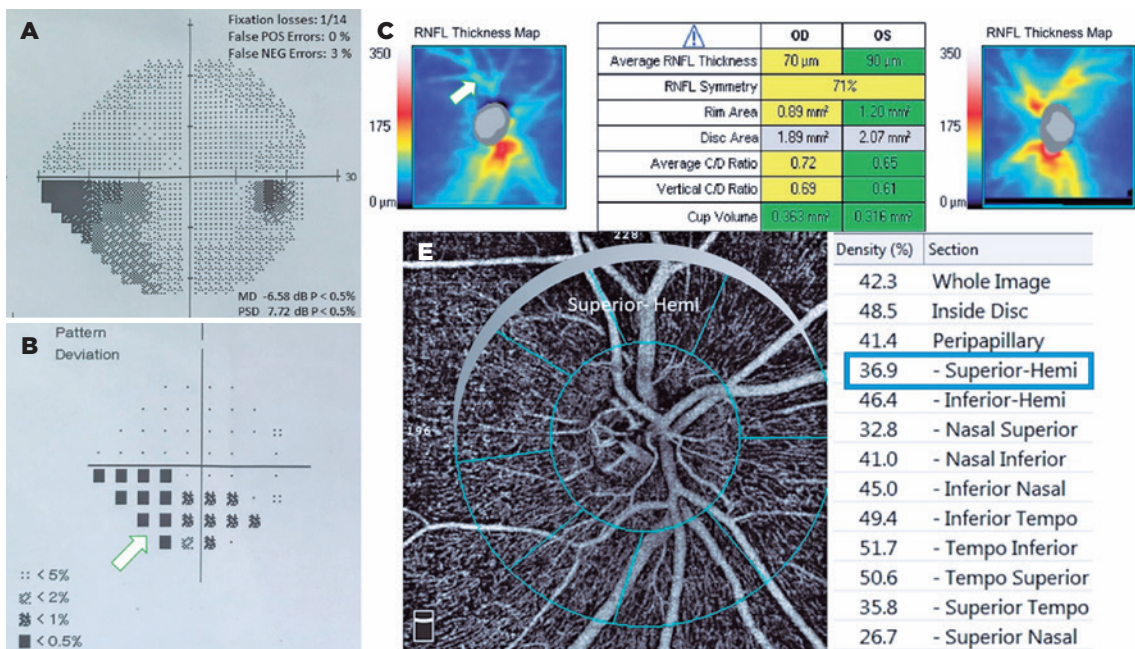 A
Fixation losses: 1/14
False POS Errors: 0 %
False NEG Errors: 3 %
30
MD -6.58 dB P < 0.5%
PSD 7.72 dB P < 0.5%
B
Pattern
Deviation
:: < 5%
< 2%
< 1%
< 0.5%
C
RNFL Thickness Map
350
175
0 μm
OD OS
Average RNFL Thickness 70 μm 90 μm
RNFL Symmetry 71%
Rim Area 0.89 mm² 1.20 mm²
Disc Area 1.89 mm² 2.07 mm²
Average C/D Ratio 0.72 0.65
Vertical C/D Ratio 0.69 0.61
Cup Volume 0.363 mm³ 0.316 mm³
RNFL Thickness Map
350
175
0 μm
E
228
Superior-Hemi
196
Density (%) Section
42.3 Whole Image
48.5 Inside Disc
41.4 Peripapillary
36.9 - Superior-Hemi
46.4 - Inferior-Hemi
32.8 - Nasal Superior
41.0 - Nasal Inferior
45.0 - Inferior Nasal
49.4 - Inferior Tempo
51.7 - Tempo Inferior
50.6 - Tempo Superior
35.8 - Superior Tempo
26.7 - Superior Nasal